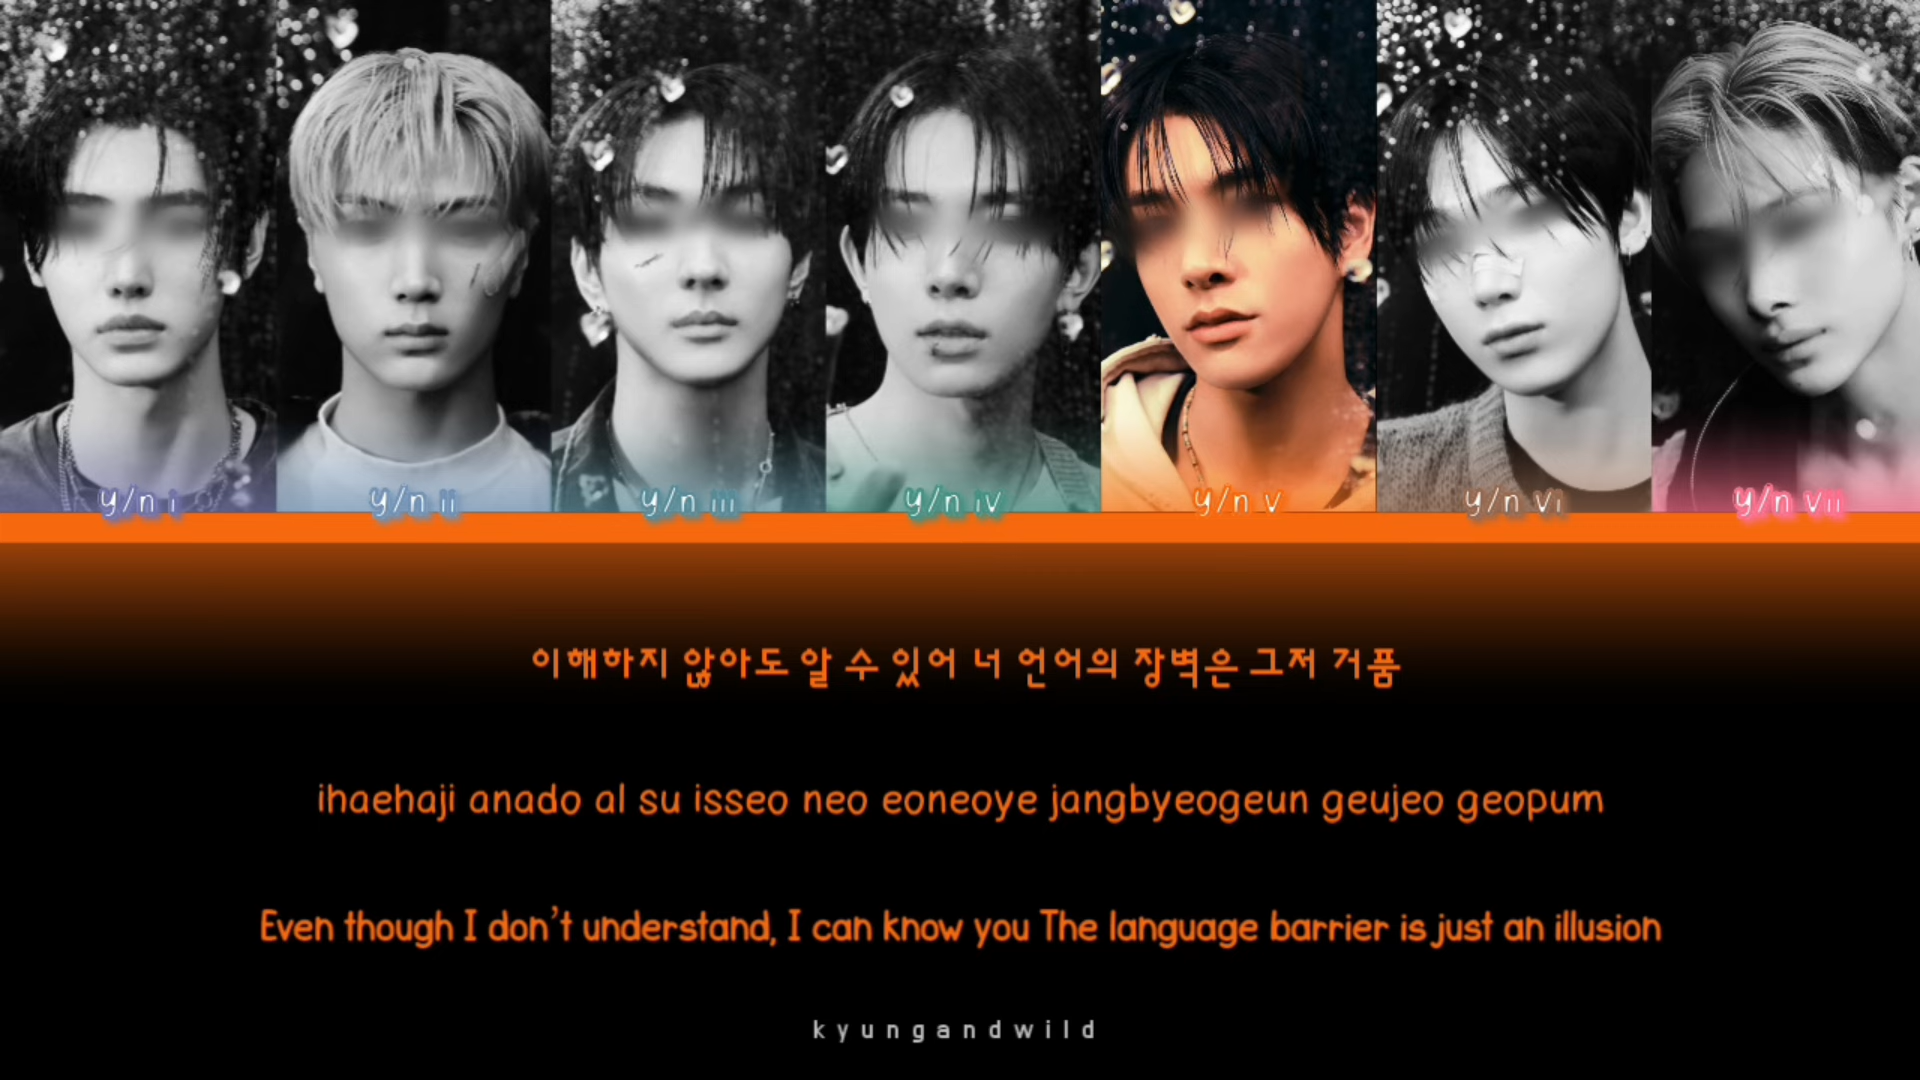 y/n i
y/n ii
y/n iii
y/n iv
y/n v
y/n vi
y/n vii
이해하지 않아도 알 수 있어 너 언어의 장벽은 그저 거품
ihaehaji anado al su isseo neo eoneoye jangbyeogeun geujeo geopum
Even though I don't understand, I can know you The language barrier is just an illusion
kyungandwild